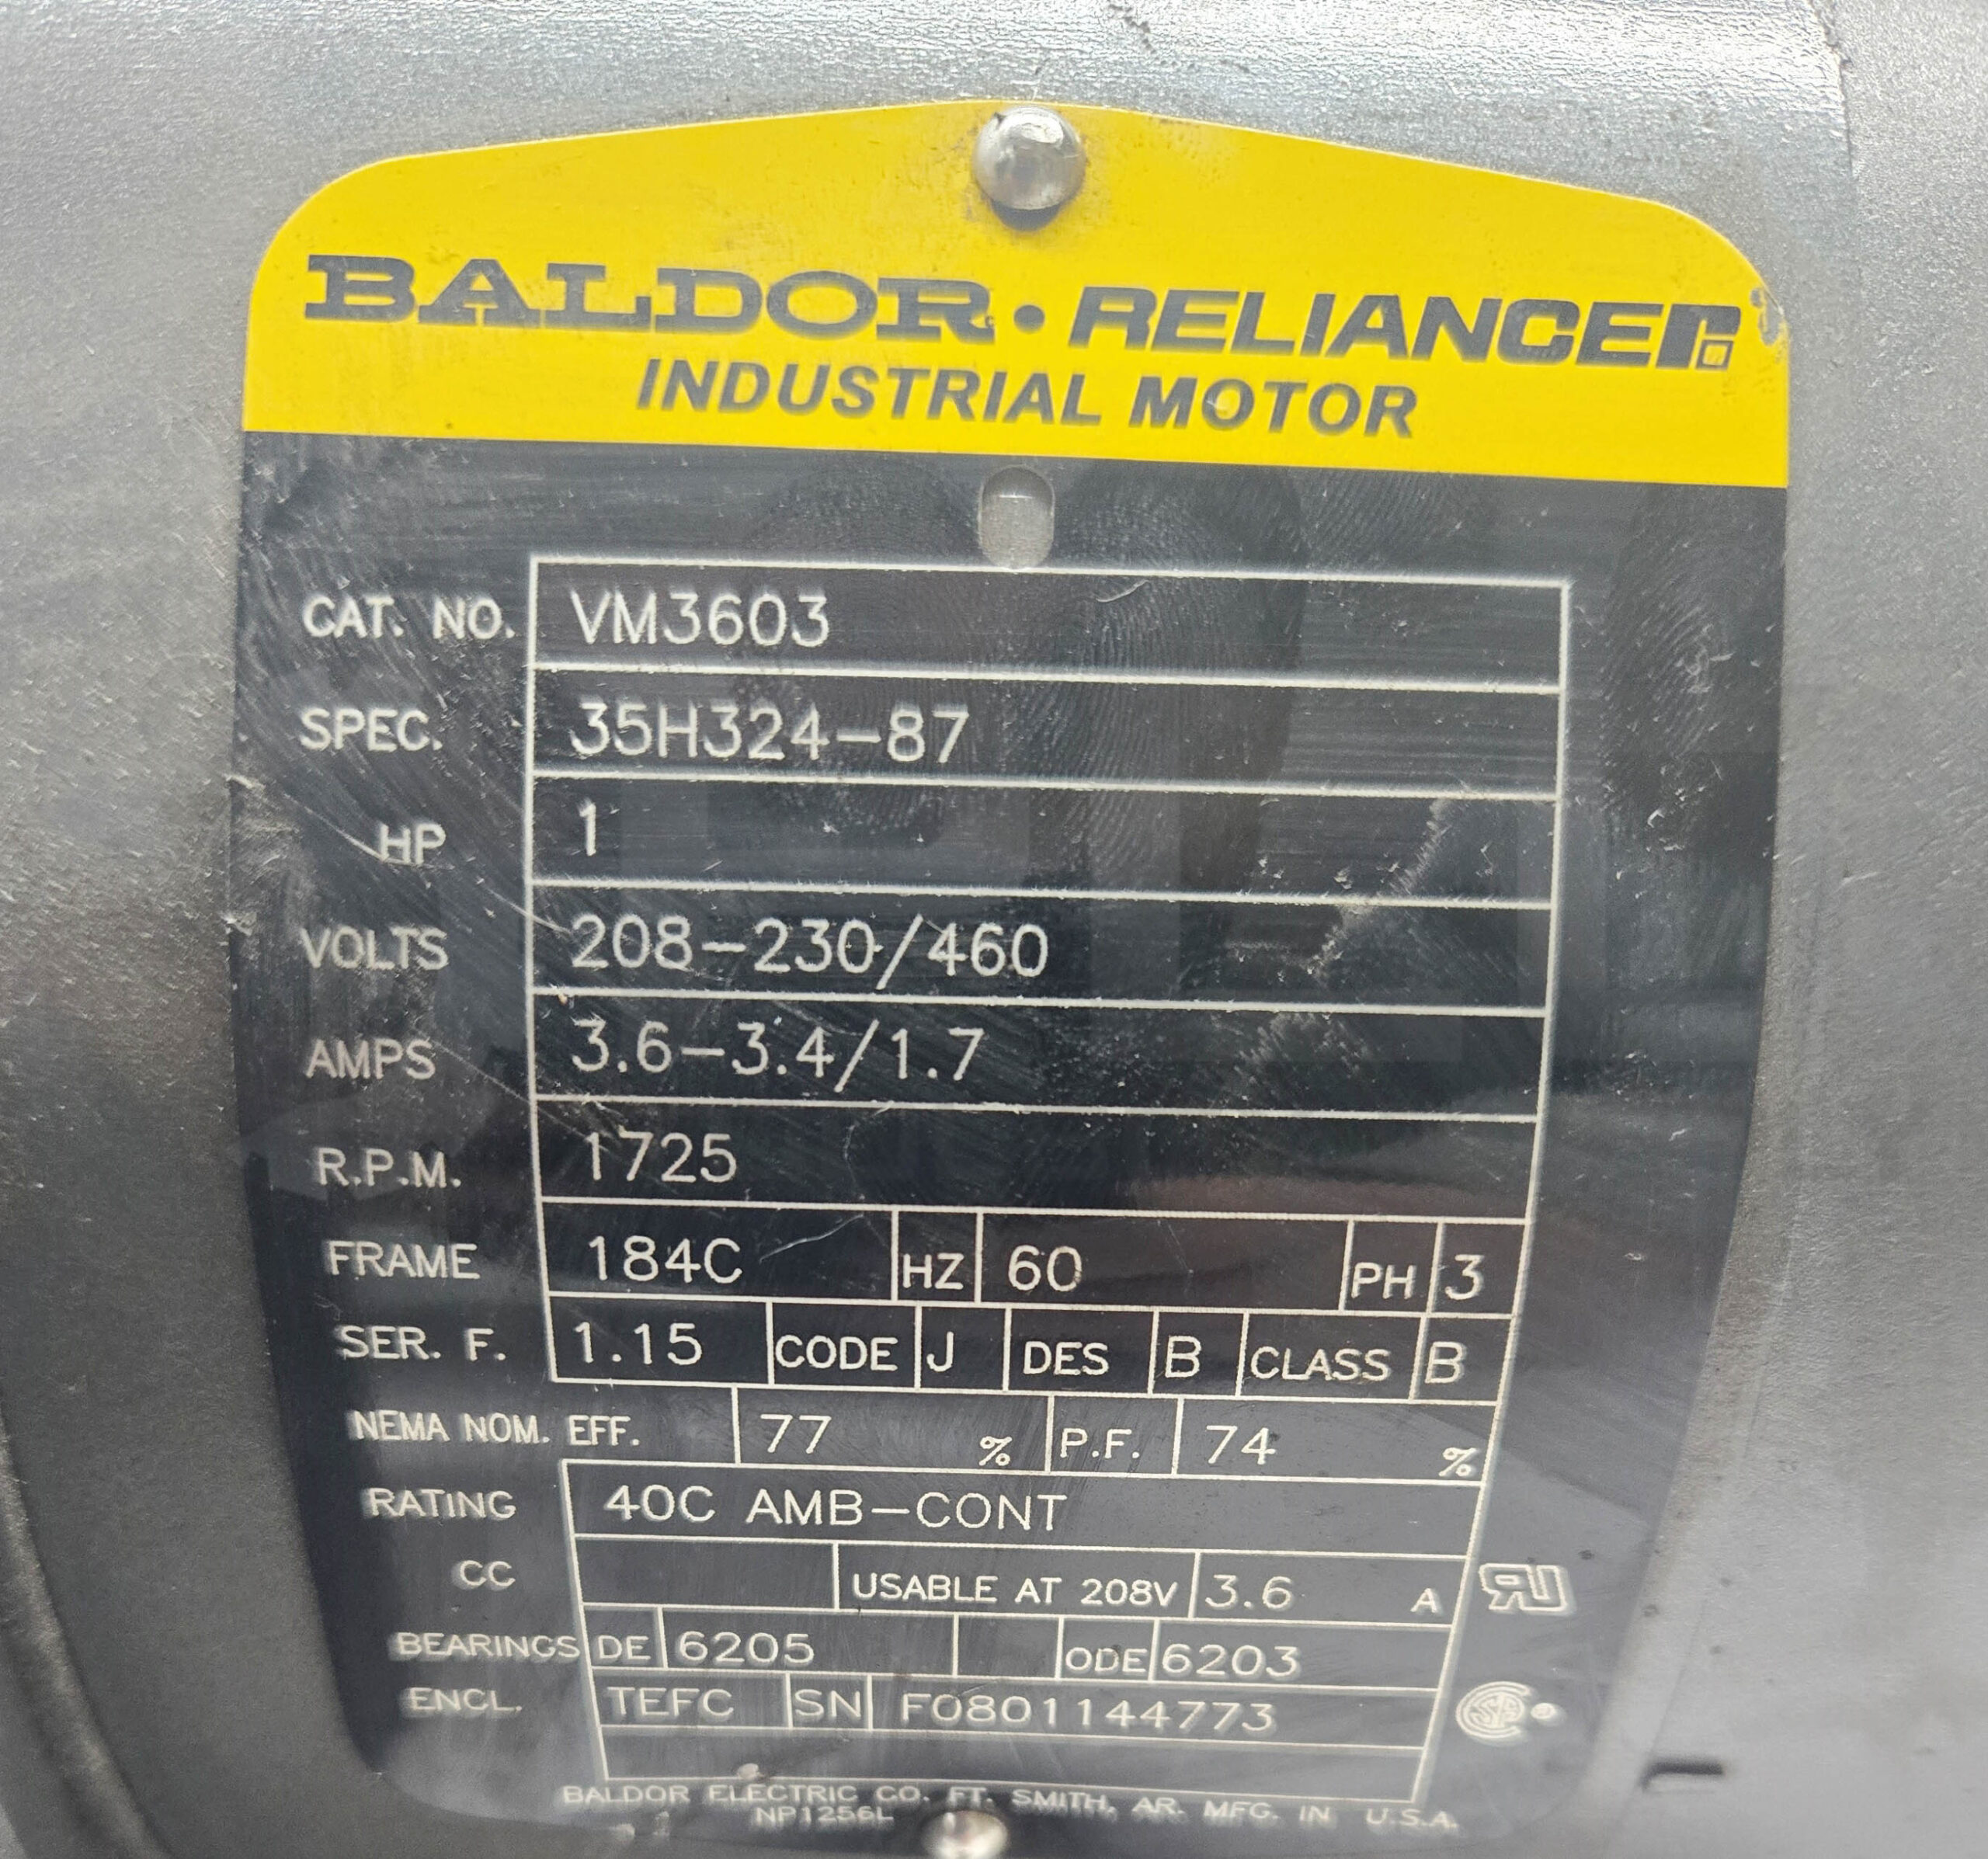 BALDOR • RELIANCE
INDUSTRIAL MOTOR
CAT. NO. VM3603
SPEC. 35H324-87
HP 1
VOLTS 208-230/460
AMPS 3.6-3.4/1.7
R.P.M. 1725
FRAME 184C HZ 60 PH 3
SER. F. 1.15 CODE J DES B CLASS B
NEMA NOM. EFF. 77 % P.F. 74 %
RATING 40C AMB-CONT
CC USABLE AT 208V 3.6 A
BEARINGS DE 6205 ODE 6203
ENCL. TEFC SN F0801144773
BALDOR ELECTRIC CO. FT. SMITH, AR. MFG. IN U.S.A.
NP1256L